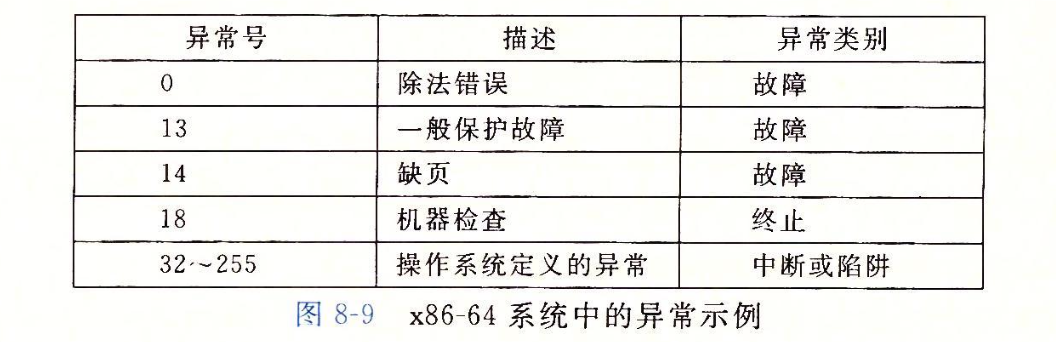 异常号 描述 异常类别
0 除法错误 故障
13 一般保护故障 故障
14 缺页 故障
18 机器检查 终止
32~255 操作系统定义的异常 中断或陷阱
图 8-9 x86-64 系统中的异常示例